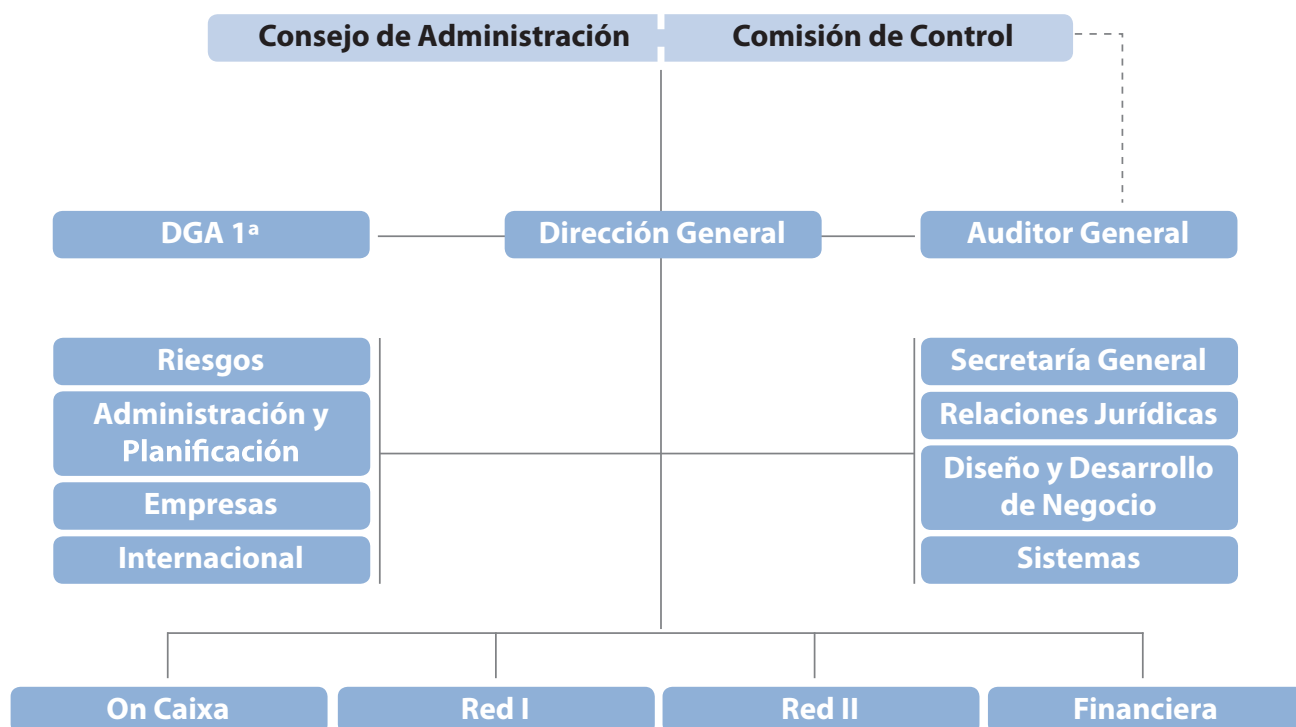 Consejo de Administración
Comisión de Control
DGA 1ª
Dirección General
Auditor General
Riesgos
Administración y
Planificación
Empresas
Internacional
Secretaría General
Relaciones Jurídicas
Diseño y Desarrollo
de Negocio
Sistemas
On Caixa
Red I
Red II
Financiera